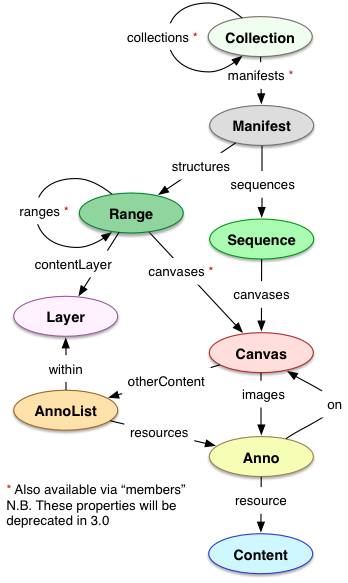 Collection
collections *
manifests *
Manifest
structures
sequences
Range
ranges *
Sequence
contentLayer
canvases *
canvases
Layer
Canvas
within
otherContent
images
on
AnnoList
resources
Anno
resource
* Also available via “members”
N.B. These properties will be
deprecated in 3.0
Content